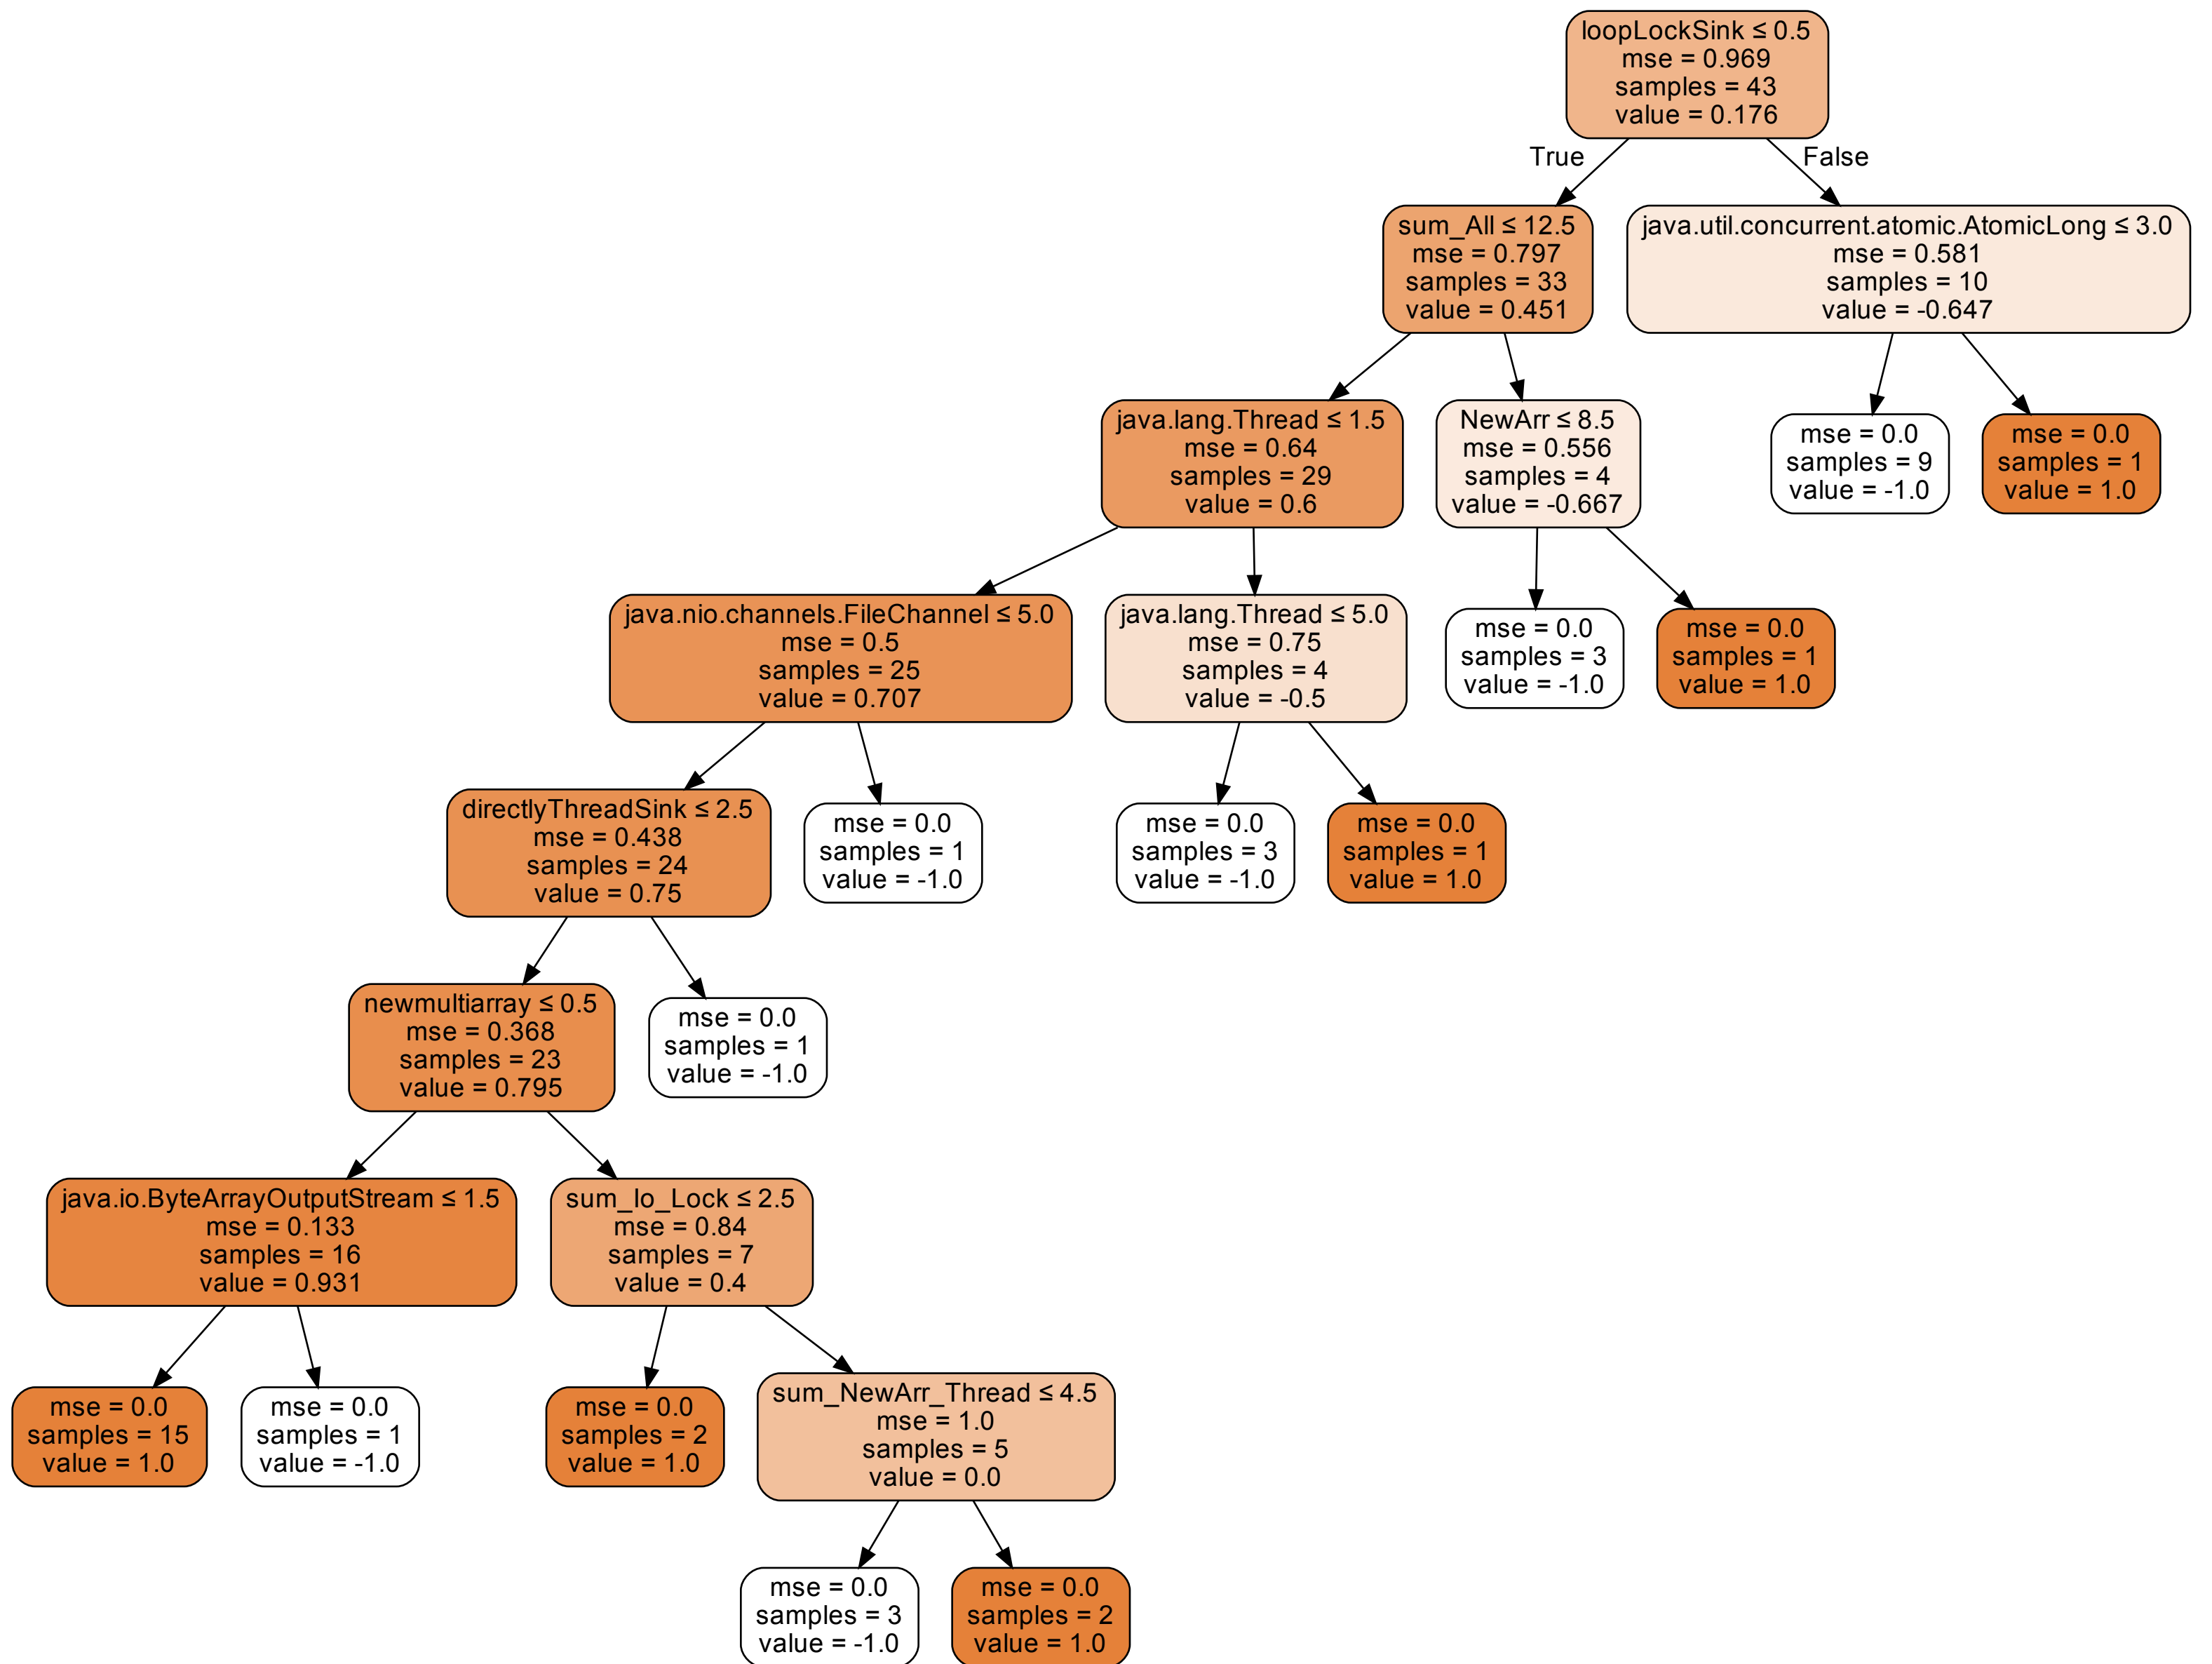 loopLockSink ≤ 0.5
mse = 0.969
samples = 43
value = 0.176
True
False
sum_All ≤ 12.5
mse = 0.797
samples = 33
value = 0.451
java.util.concurrent.atomic.AtomicLong ≤ 3.0
mse = 0.581
samples = 10
value = -0.647
java.lang.Thread ≤ 1.5
mse = 0.64
samples = 29
value = 0.6
NewArr ≤ 8.5
mse = 0.556
samples = 4
value = -0.667
mse = 0.0
samples = 9
value = -1.0
mse = 0.0
samples = 1
value = 1.0
java.nio.channels.FileChannel ≤ 5.0
mse = 0.5
samples = 25
value = 0.707
java.lang.Thread ≤ 5.0
mse = 0.75
samples = 4
value = -0.5
mse = 0.0
samples = 3
value = -1.0
mse = 0.0
samples = 1
value = 1.0
directlyThreadSink ≤ 2.5
mse = 0.438
samples = 24
value = 0.75
mse = 0.0
samples = 1
value = -1.0
mse = 0.0
samples = 3
value = -1.0
mse = 0.0
samples = 1
value = 1.0
newmultiarray ≤ 0.5
mse = 0.368
samples = 23
value = 0.795
mse = 0.0
samples = 1
value = -1.0
java.io.ByteArrayOutputStream ≤ 1.5
mse = 0.133
samples = 16
value = 0.931
sum_Io_Lock ≤ 2.5
mse = 0.84
samples = 7
value = 0.4
mse = 0.0
samples = 15
value = 1.0
mse = 0.0
samples = 1
value = -1.0
mse = 0.0
samples = 2
value = 1.0
sum_NewArr_Thread ≤ 4.5
mse = 1.0
samples = 5
value = 0.0
mse = 0.0
samples = 3
value = -1.0
mse = 0.0
samples = 2
value = 1.0